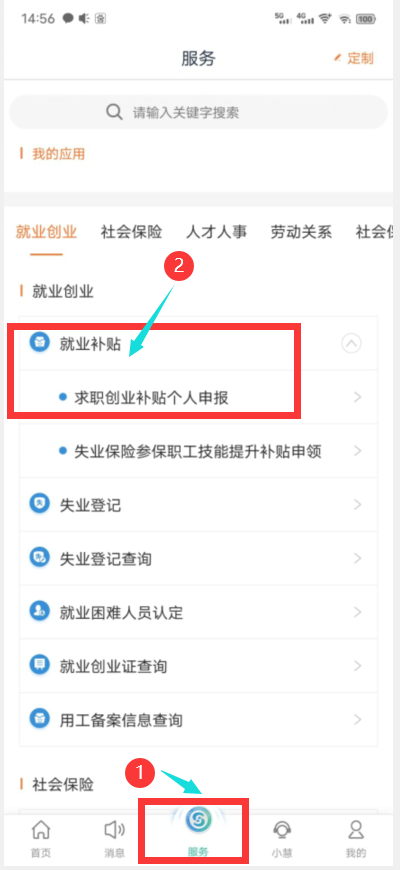 14:56 5G 4G 100
服务
定制
请输入关键字搜索
我的应用
就业创业 社会保险 人才人事 劳动关系 社会保
2
就业创业
就业补贴
求职创业补贴个人申报
失业保险参保职工技能提升补贴申领
失业登记
失业登记查询
就业困难人员认定
就业创业证查询
用工备案信息查询
1
社会保险
首页 消息 服务 小慧 我的